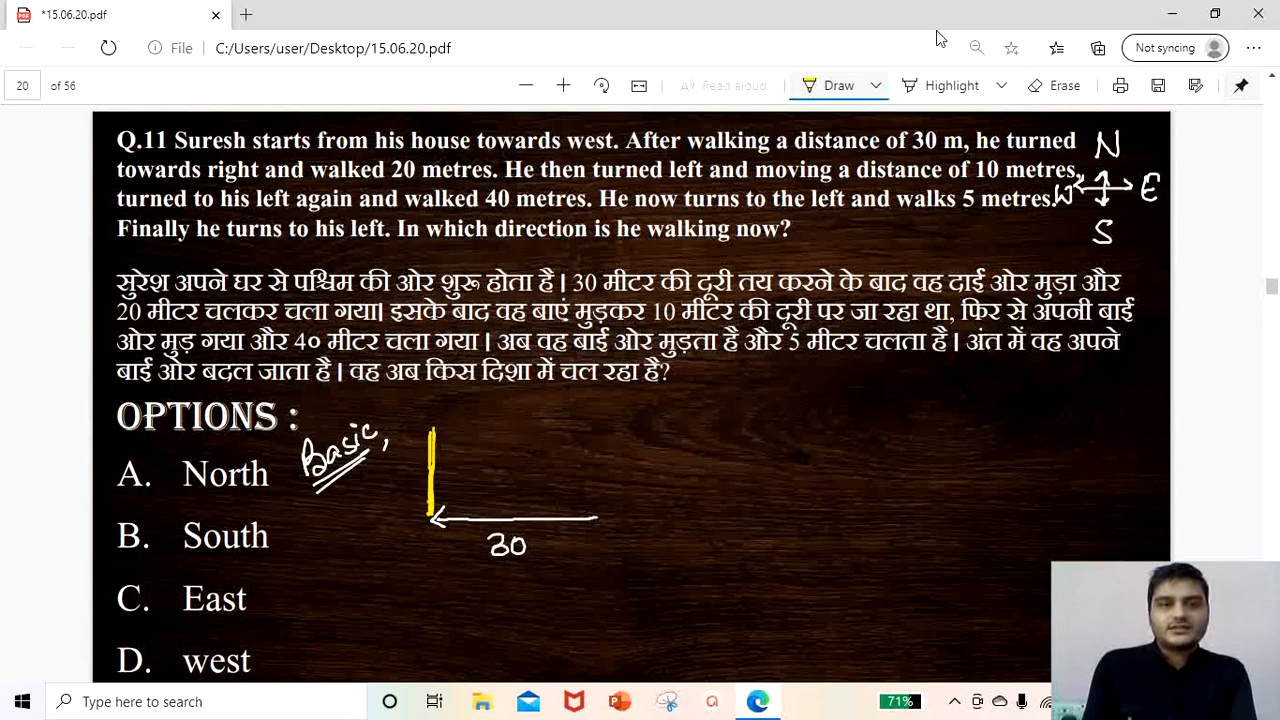 *15.06.20.pdf
File C:/Users/user/Desktop/15.06.20.pdf Not syncing
20 of 56 Read aloud Draw Highlight Erase
Q.11 Suresh starts from his house towards west. After walking a distance of 30 m, he turned
towards right and walked 20 metres. He then turned left and moving a distance of 10 metres,
turned to his left again and walked 40 metres. He now turns to the left and walks 5 metres.
Finally he turns to his left. In which direction is he walking now?
N
W E
S
सुरेश अपने घर से पश्चिम की ओर शुरू होता है। 30 मीटर की दूरी तय करने के बाद वह दाईं ओर मुड़ा और
20 मीटर चलकर चला गया। इसके बाद वह बाएं मुड़कर 10 मीटर की दूरी पर जा रहा था, फिर से अपनी बाईं
ओर मुड़ गया और 4० मीटर चला गया। अब वह बाईं ओर मुड़ता है और 5 मीटर चलता है। अंत में वह अपने
बाईं ओर बदल जाता है। वह अब किस दिशा में चल रहा है?
OPTIONS :
Basic,
A. North
B. South
30
C. East
D. west
Type here to search 71%